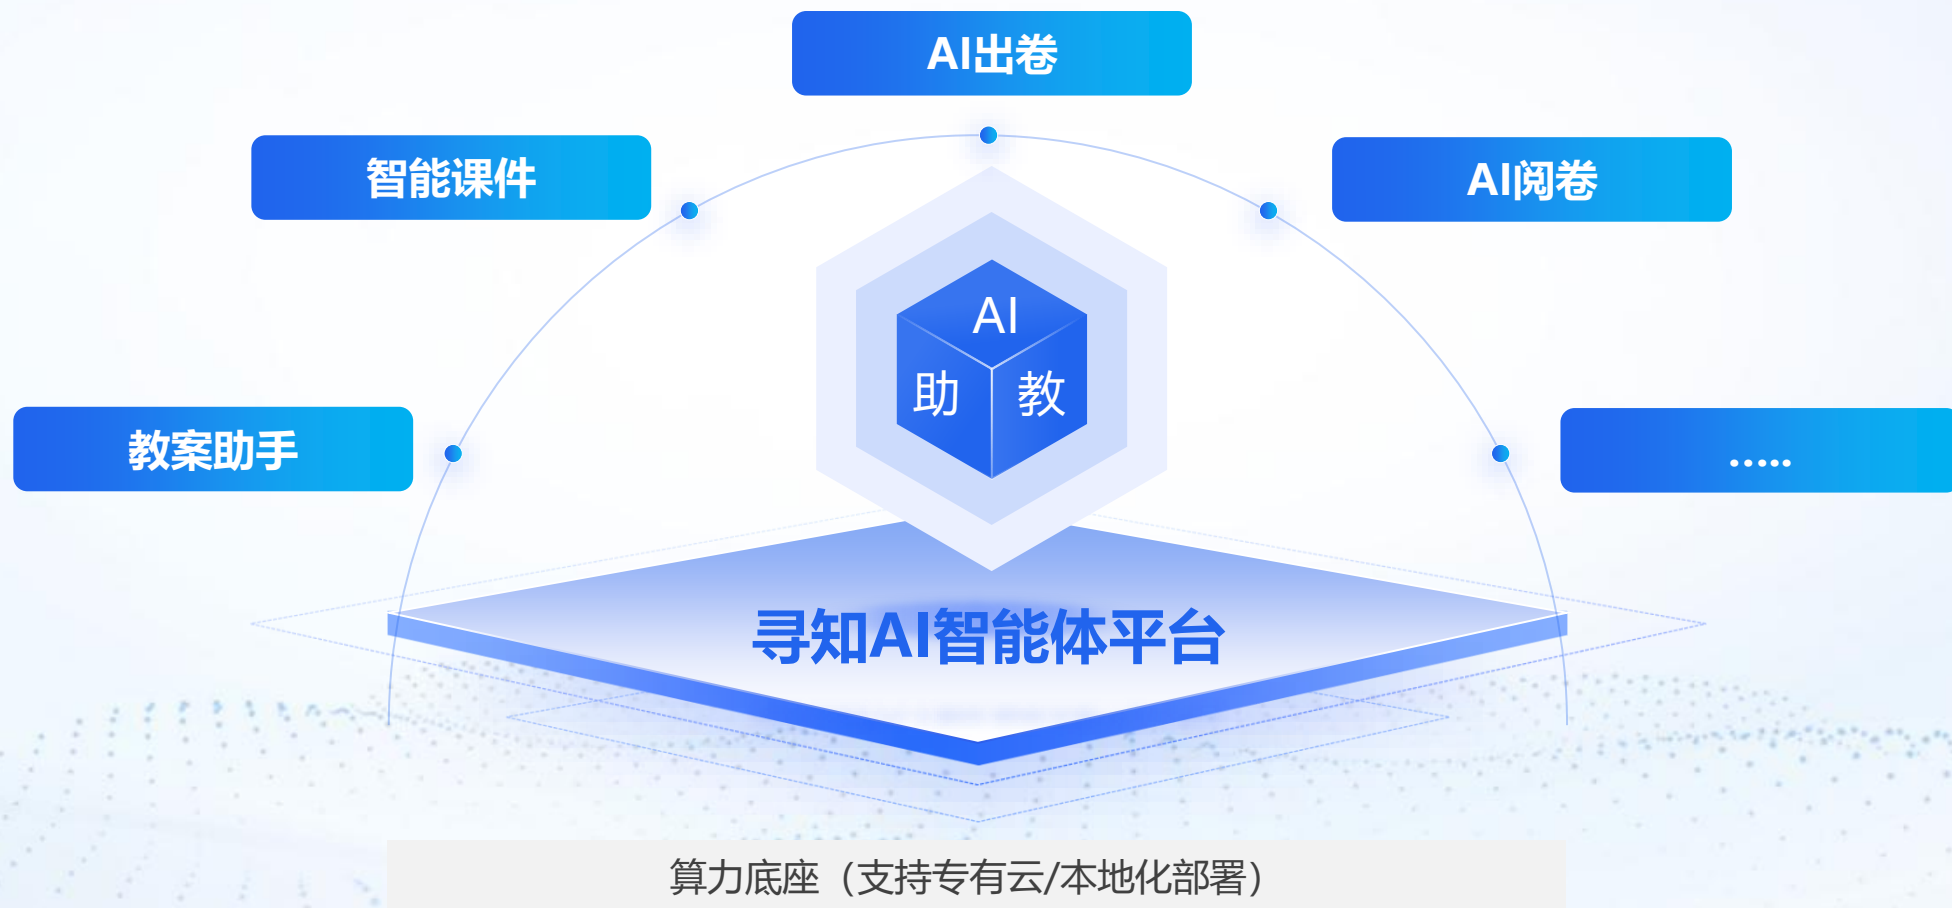 AI出卷
智能课件
AI阅卷
AI
助 教
教案助手
.....
寻知AI智能体平台
算力底座（支持专有云/本地化部署）